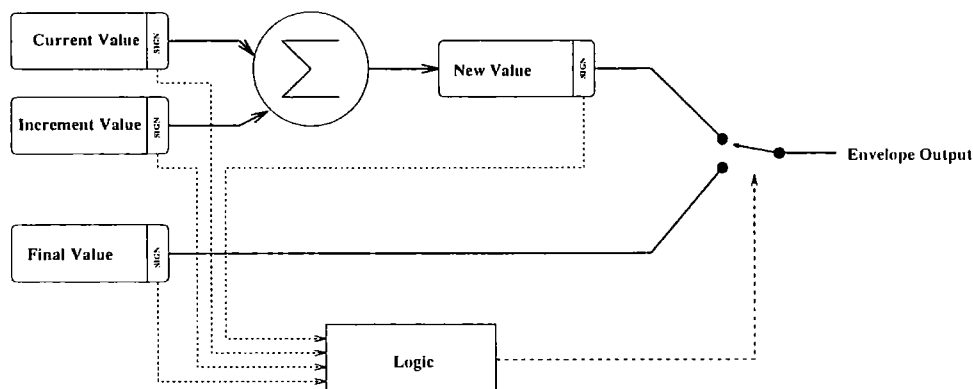 Current Value SIGN
New Value SIGN
Increment Value SIGN
Envelope Output
Final Value SIGN
Logic